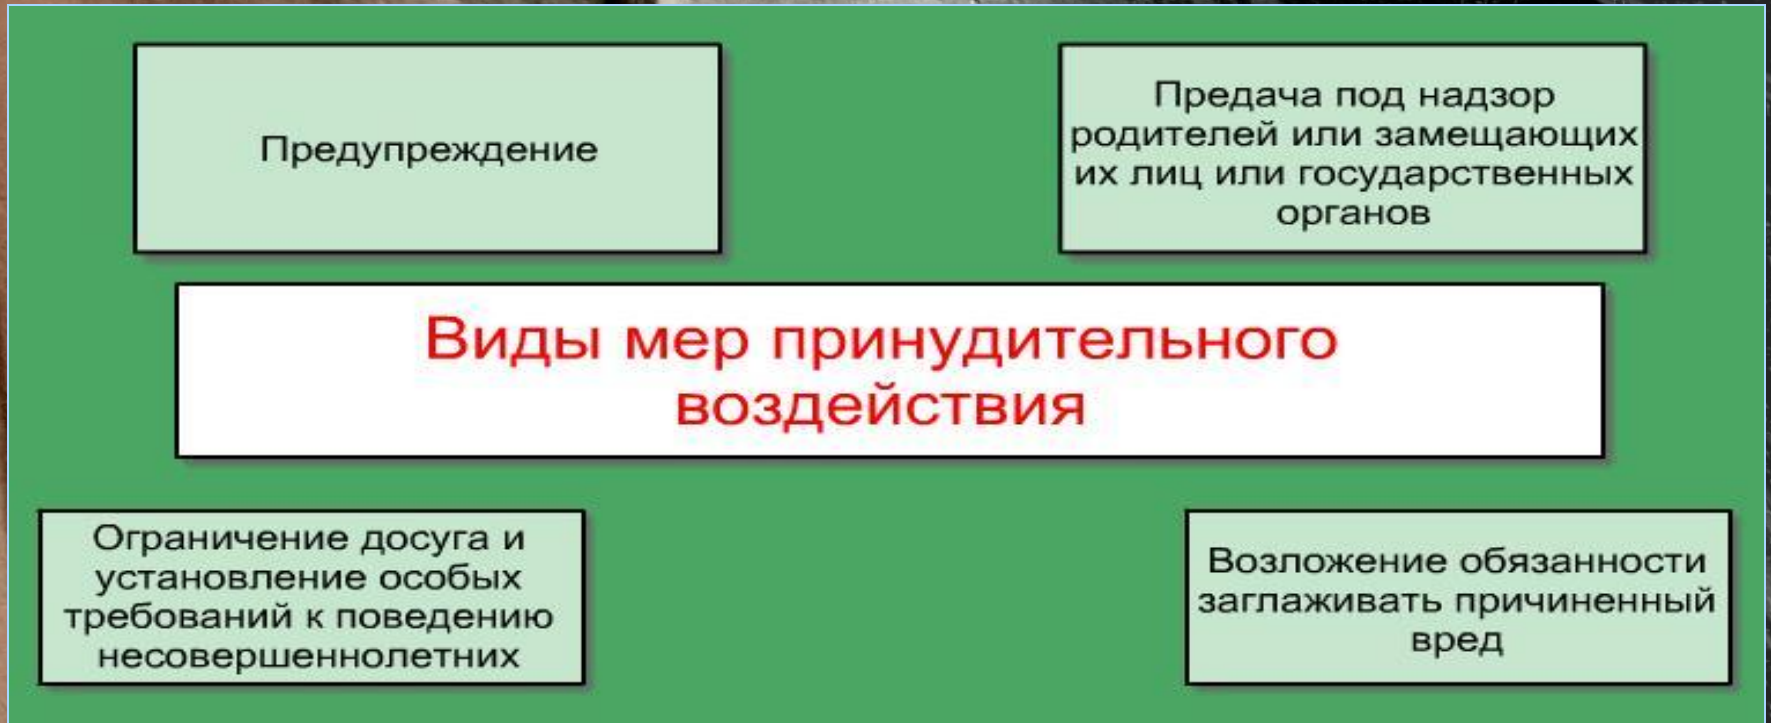 Предупреждение
Предача под надзор
родителей или замещающих
их лиц или государственных
органов
Виды мер принудительного
воздействия
Ограничение досуга и
установление особых
требований к поведению
несовершеннолетних
Возложение обязанности
заглаживать причиненный
вред